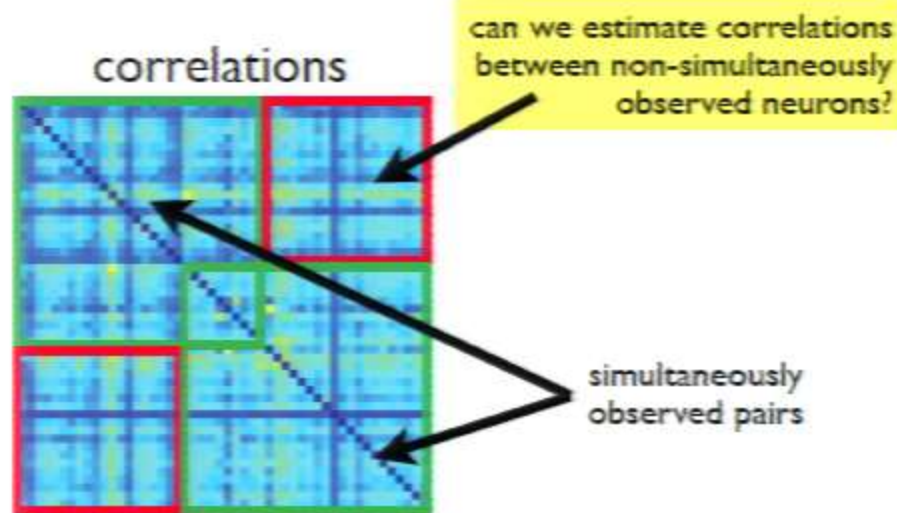 can we estimate correlations
between non-simultaneously
observed neurons?
correlations
simultaneously
observed pairs